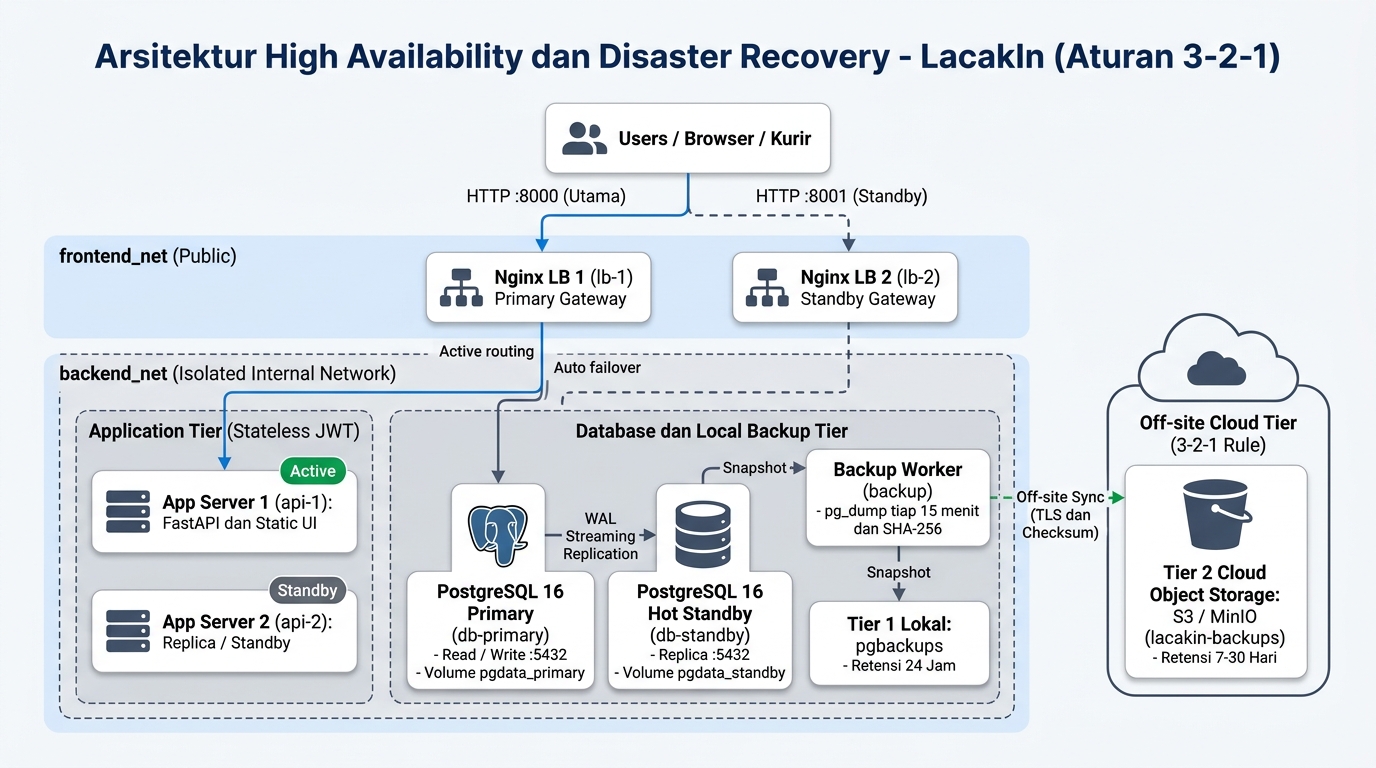 Arsitektur High Availability dan Disaster Recovery - LacakIn (Aturan 3-2-1)
Users / Browser / Kurir
HTTP :8000 (Utama)
HTTP :8001 (Standby)
frontend_net (Public)
Nginx LB 1 (lb-1)
Primary Gateway
Nginx LB 2 (lb-2)
Standby Gateway
Active routing
Auto failover
backend_net (Isolated Internal Network)
Application Tier (Stateless JWT)
Active
App Server 1 (api-1):
FastAPI dan Static UI
Standby
App Server 2 (api-2):
Replica / Standby
Database dan Local Backup Tier
PostgreSQL 16
Primary
(db-primary)
- Read / Write :5432
- Volume pgdata_primary
WAL
Streaming
Replication
PostgreSQL 16
Hot Standby
(db-standby)
- Replica :5432
- Volume pgdata_standby
Snapshot
Backup Worker
(backup)
- pg_dump tiap 15 menit
dan SHA-256
Snapshot
Tier 1 Lokal:
pgbackups
- Retensi 24 Jam
Off-site Sync
(TLS dan
Checksum)
Off-site Cloud Tier
(3-2-1 Rule)
Tier 2 Cloud
Object Storage:
S3 / MinIO
(lacakin-backups)
- Retensi 7-30 Hari